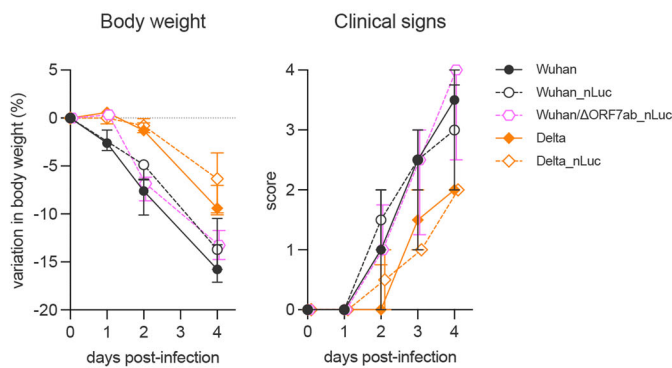 Body weight
variation in body weight (%)
5
0
-5
-10
-15
-20
0 1 2 3 4
days post-infection
Clinical signs
score
4
3
2
1
0
0 1 2 3 4
days post-infection
Wuhan
Wuhan_nLuc
Wuhan/ΔORF7ab_nLuc
Delta
Delta_nLuc